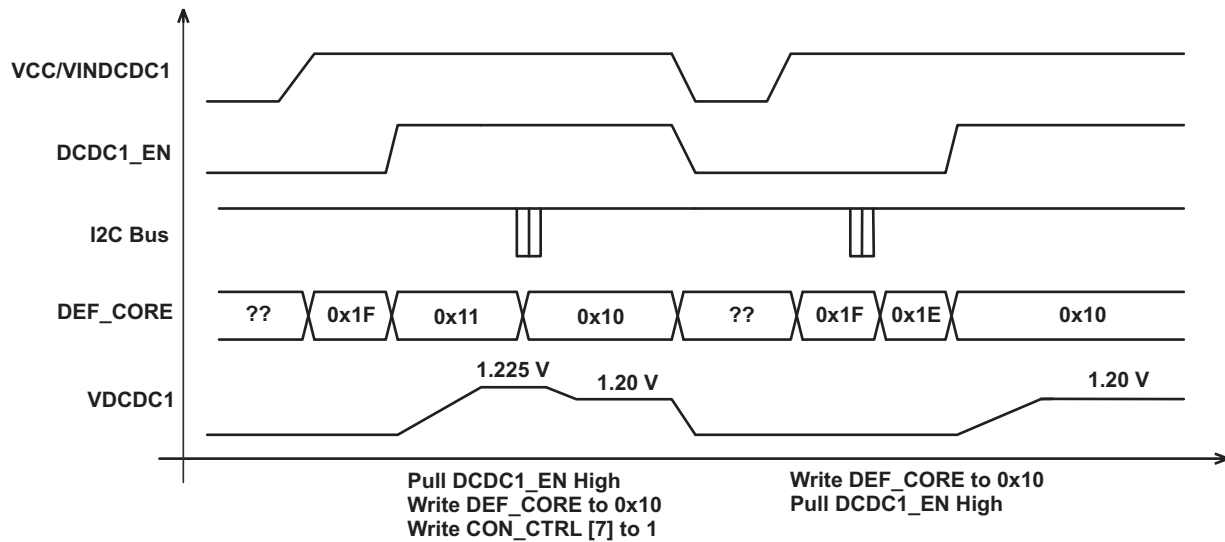 VCC/VINDCDC1
DCDC1_EN
I2C Bus
DEF_CORE
?? 0x1F 0x11 0x10 ?? 0x1F 0x1E 0x10
VDCDC1
1.225 V
1.20 V
1.20 V
Pull DCDC1_EN High
Write DEF_CORE to 0x10
Write CON_CTRL [7] to 1
Write DEF_CORE to 0x10
Pull DCDC1_EN High